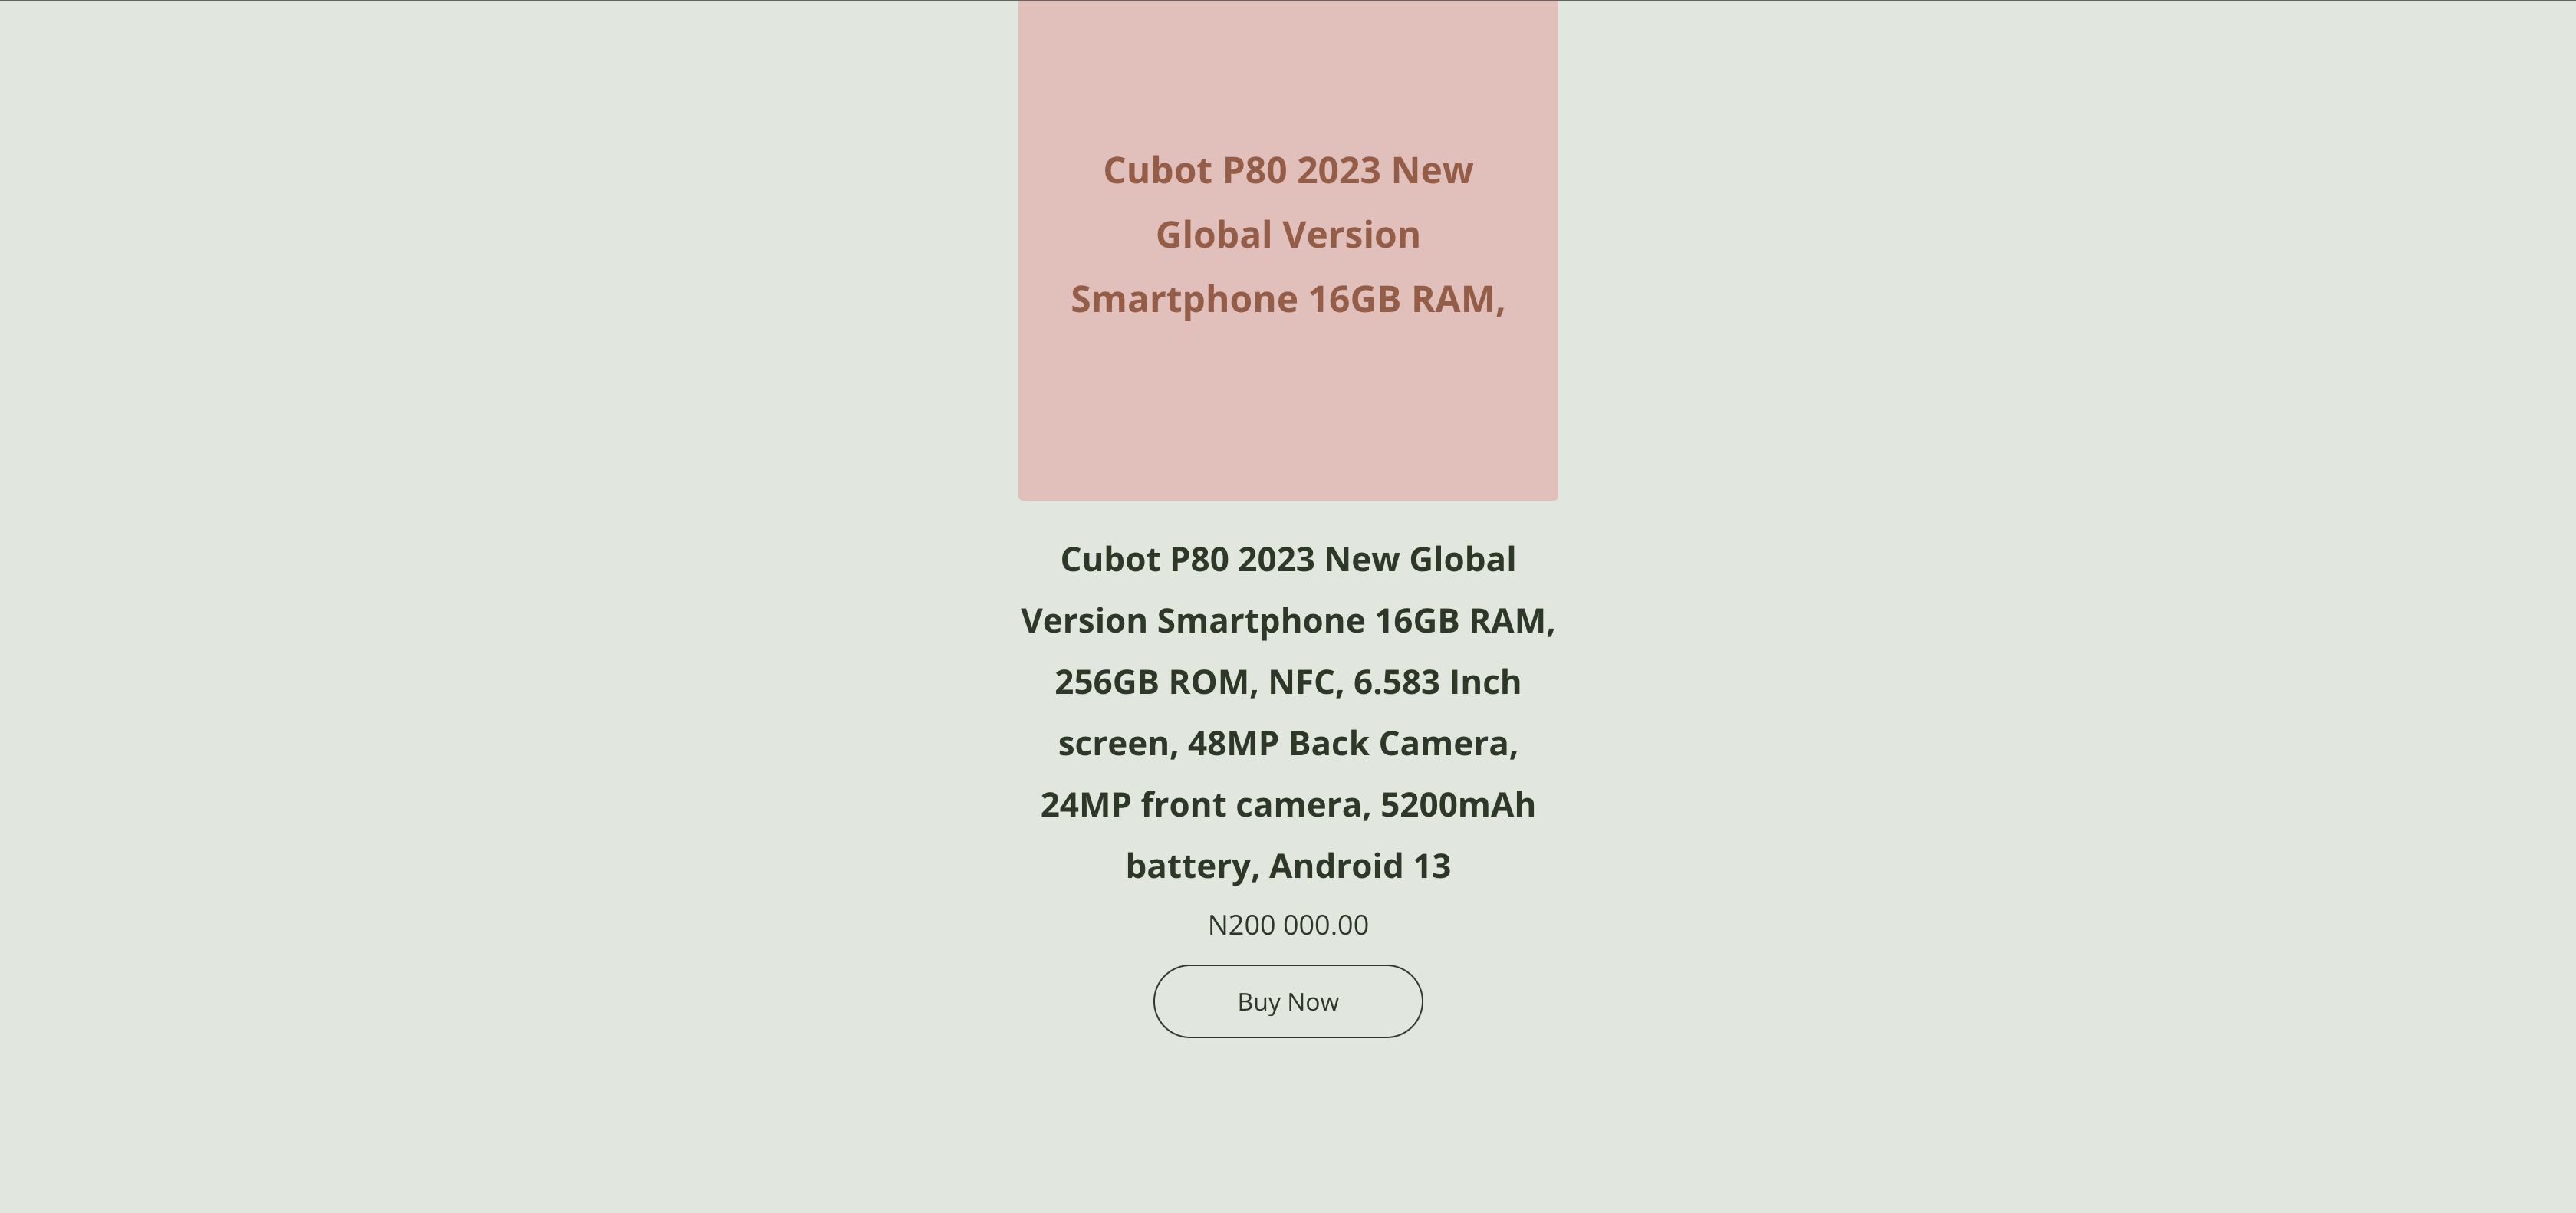 Cubot P80 2023 New
Global Version
Smartphone 16GB RAM,
Cubot P80 2023 New Global
Version Smartphone 16GB RAM,
256GB ROM, NFC, 6.583 Inch
screen, 48MP Back Camera,
24MP front camera, 5200mAh
battery, Android 13
N200 000.00
Buy Now